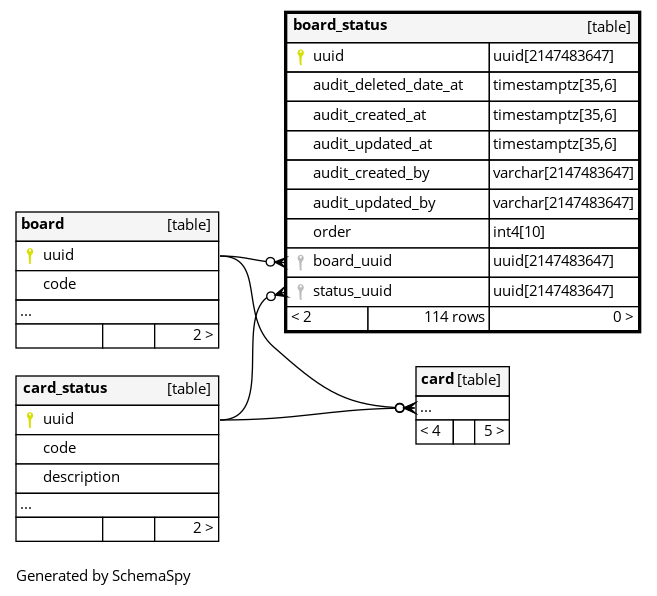 board_status [table]
uuid uuid[2147483647]
audit_deleted_date_at timestamptz[35,6]
audit_created_at timestamptz[35,6]
audit_updated_at timestamptz[35,6]
audit_created_by varchar[2147483647]
audit_updated_by varchar[2147483647]
order int4[10]
board_uuid uuid[2147483647]
status_uuid uuid[2147483647]
< 2 114 rows 0 >
board [table]
uuid
code
...
2 >
card_status [table]
uuid
code
description
...
2 >
card [table]
...
< 4 5 >
Generated by SchemaSpy